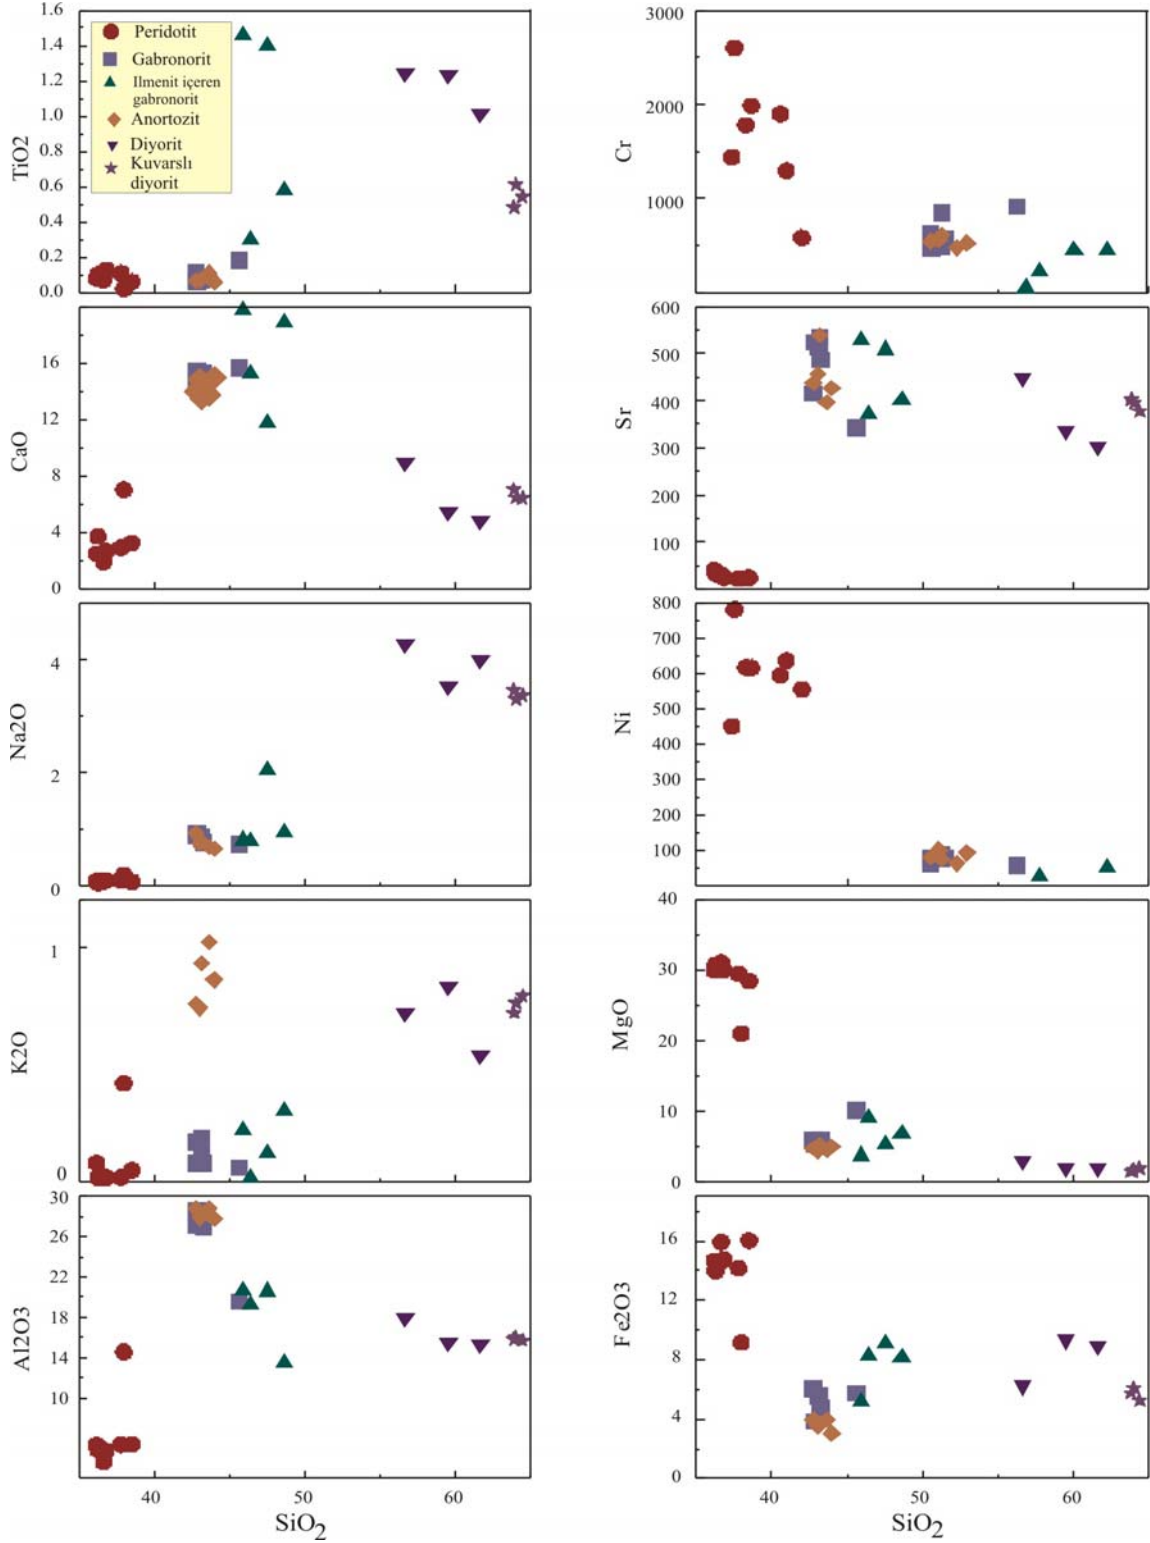 TiO2
1.6
1.4
1.2
1.0
0.8
0.6
0.4
0.2
0.0
Peridotit
Gabronorit
Ilmenit içeren
gabronorit
Anortozit
Diyorit
Kuvarslı
diyorit
Cr
3000
2000
1000
CaO
16
12
8
4
0
Sr
600
500
400
300
200
100
Na2O
4
2
0
Ni
800
700
600
500
400
300
200
100
K2O
1
0
MgO
40
30
20
10
0
Al2O3
30
26
22
18
14
10
40
50
60
SiO2
Fe2O3
16
12
8
4
0
40
50
60
SiO2